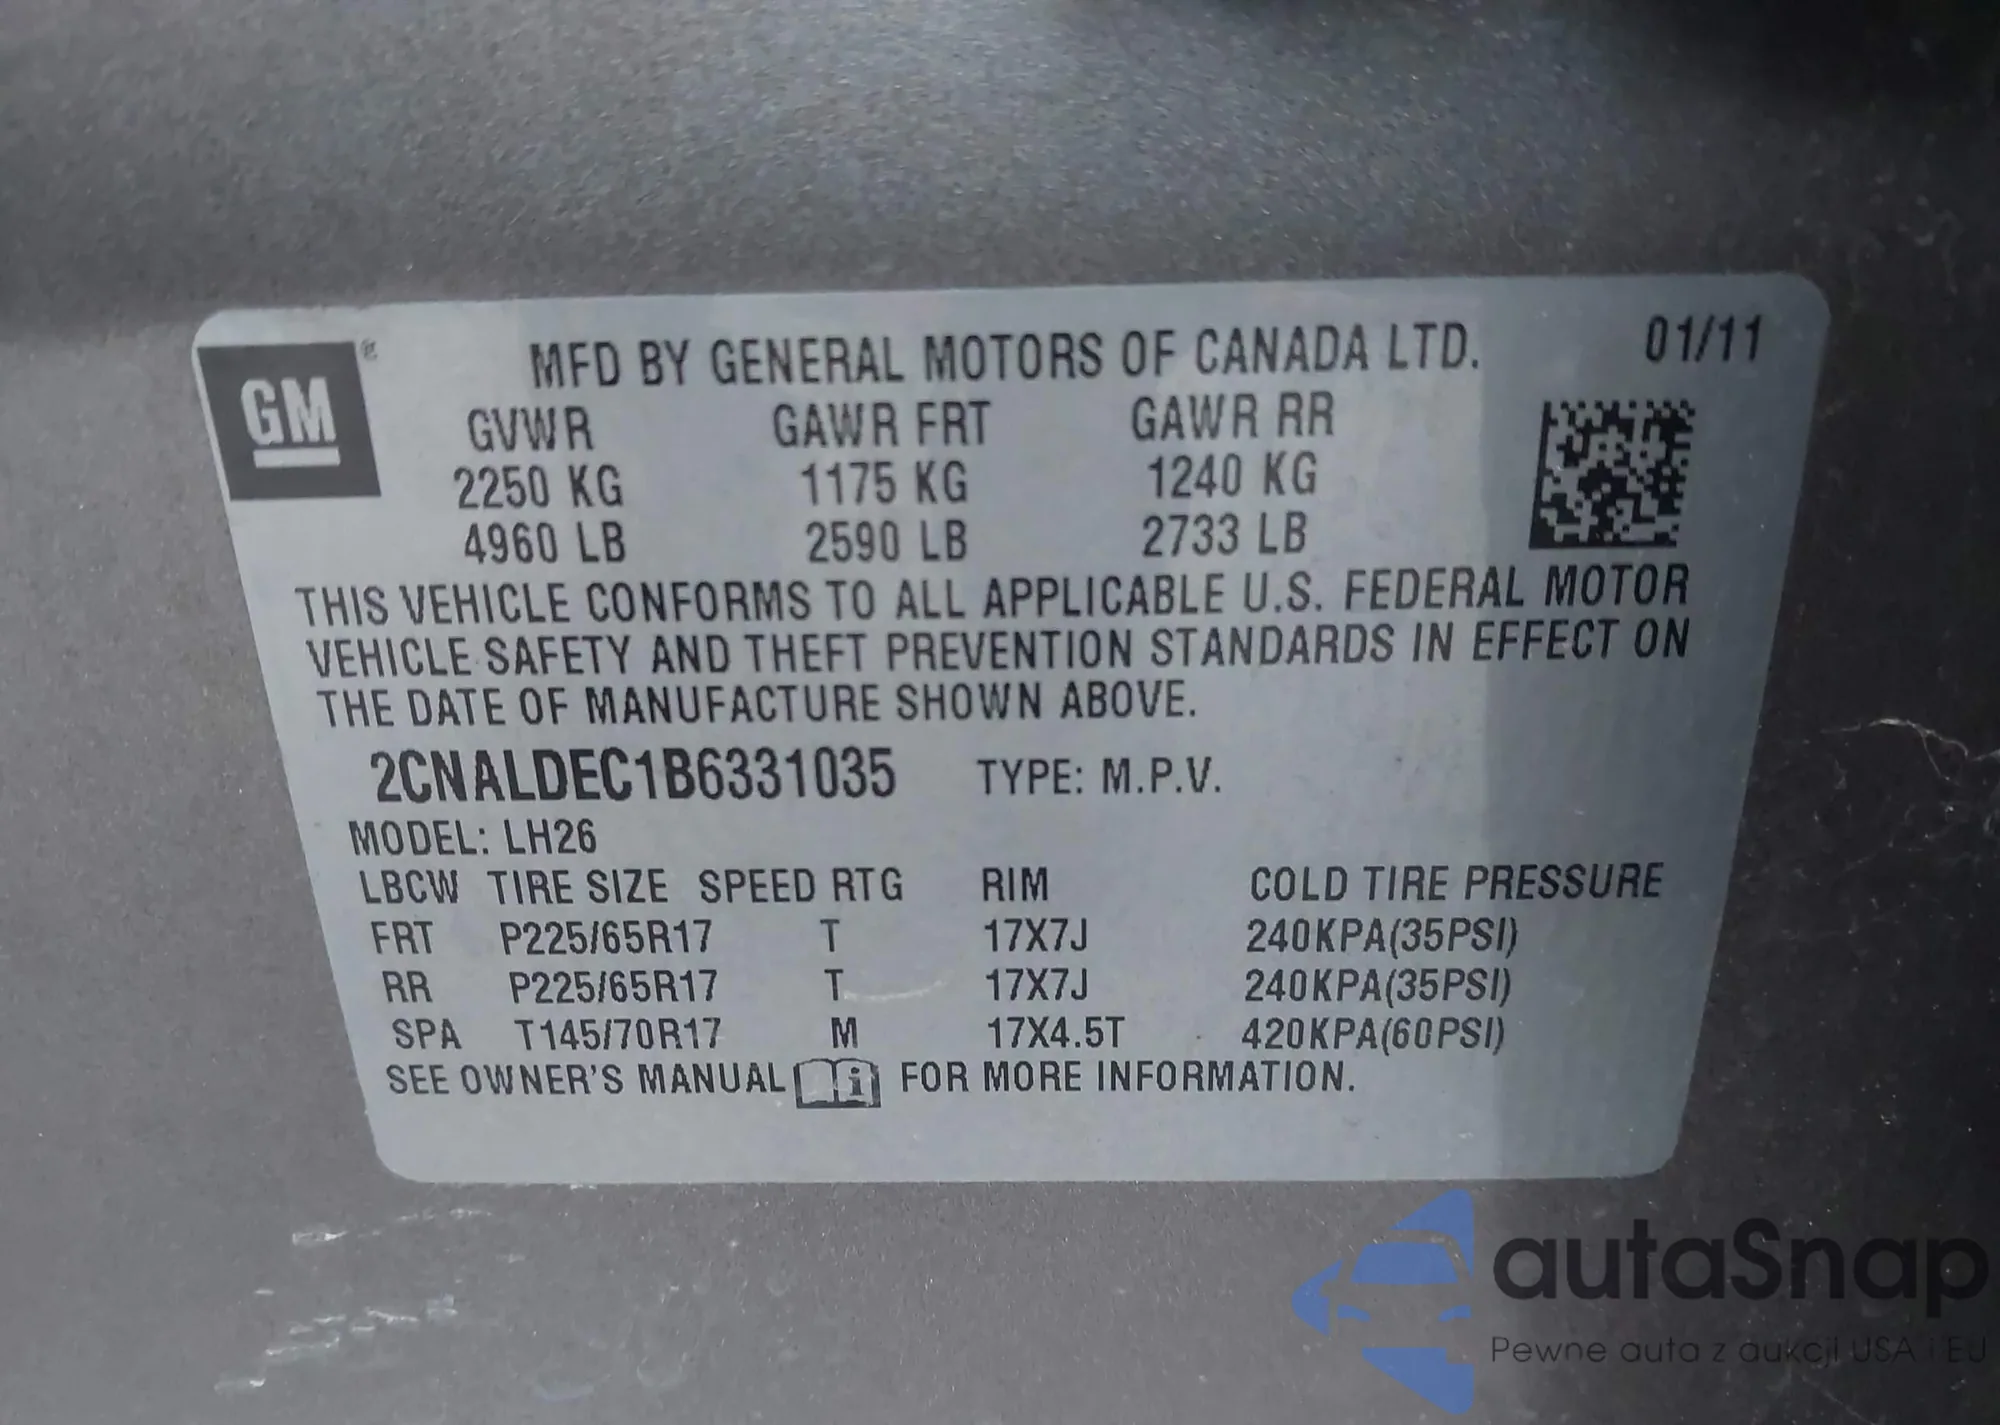 GM ® MFD BY GENERAL MOTORS OF CANADA LTD. 01/11
GVWR GAWR FRT GAWR RR
2250 KG 1175 KG 1240 KG
4960 LB 2590 LB 2733 LB
THIS VEHICLE CONFORMS TO ALL APPLICABLE U.S. FEDERAL MOTOR
VEHICLE SAFETY AND THEFT PREVENTION STANDARDS IN EFFECT ON
THE DATE OF MANUFACTURE SHOWN ABOVE.
2CNALDEC1B6331035 TYPE: M.P.V.
MODEL: LH26
LBCW TIRE SIZE SPEED RTG RIM COLD TIRE PRESSURE
FRT P225/65R17 T 17X7J 240KPA(35PSI)
RR P225/65R17 T 17X7J 240KPA(35PSI)
SPA T145/70R17 M 17X4.5T 420KPA(60PSI)
SEE OWNER'S MANUAL i FOR MORE INFORMATION.
autaSnap
Pewne auta z aukcji USA i EU